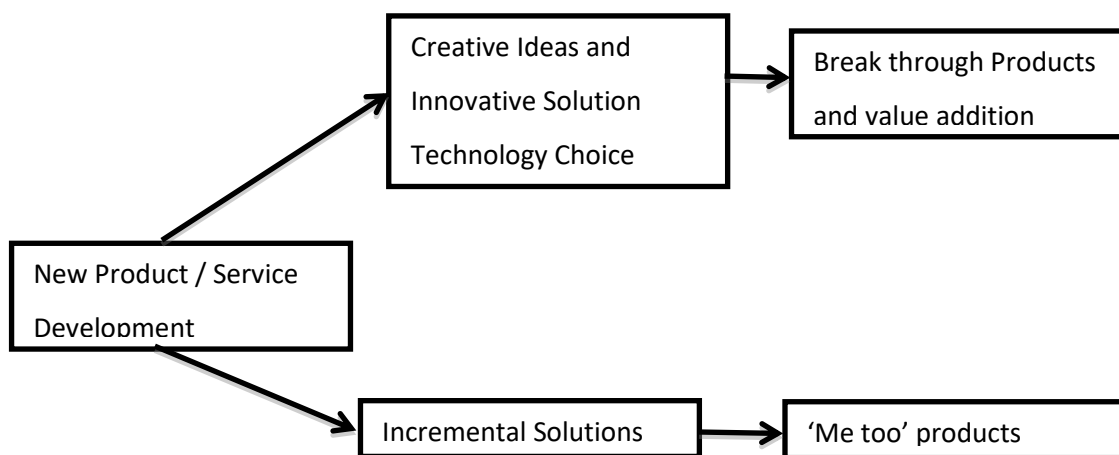 Creative Ideas and
Innovative Solution
Technology Choice
Break through Products
and value addition
New Product / Service
Development
Incremental Solutions
‘Me too’ products